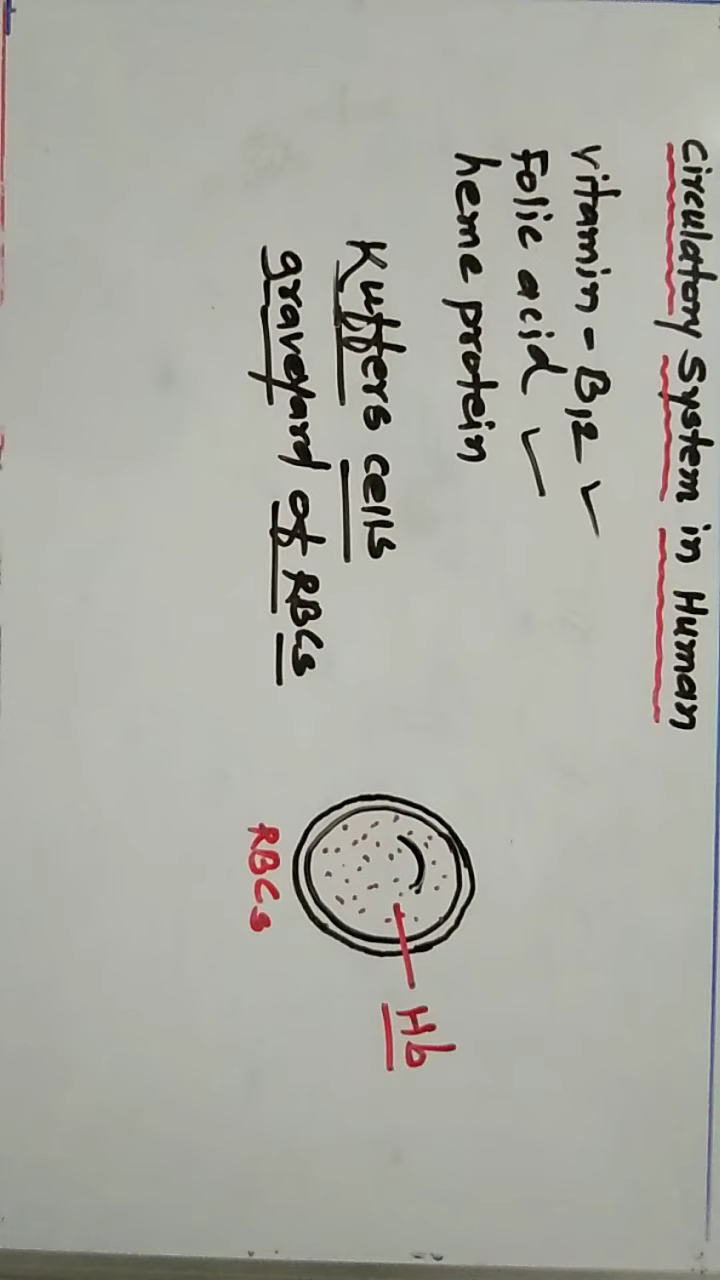 Circulatory System in Human
Vitamin - B12 ✓
Folic acid ✓
heme protein
Kuffers cells
graveyard of RBCs
Hb
RBCs